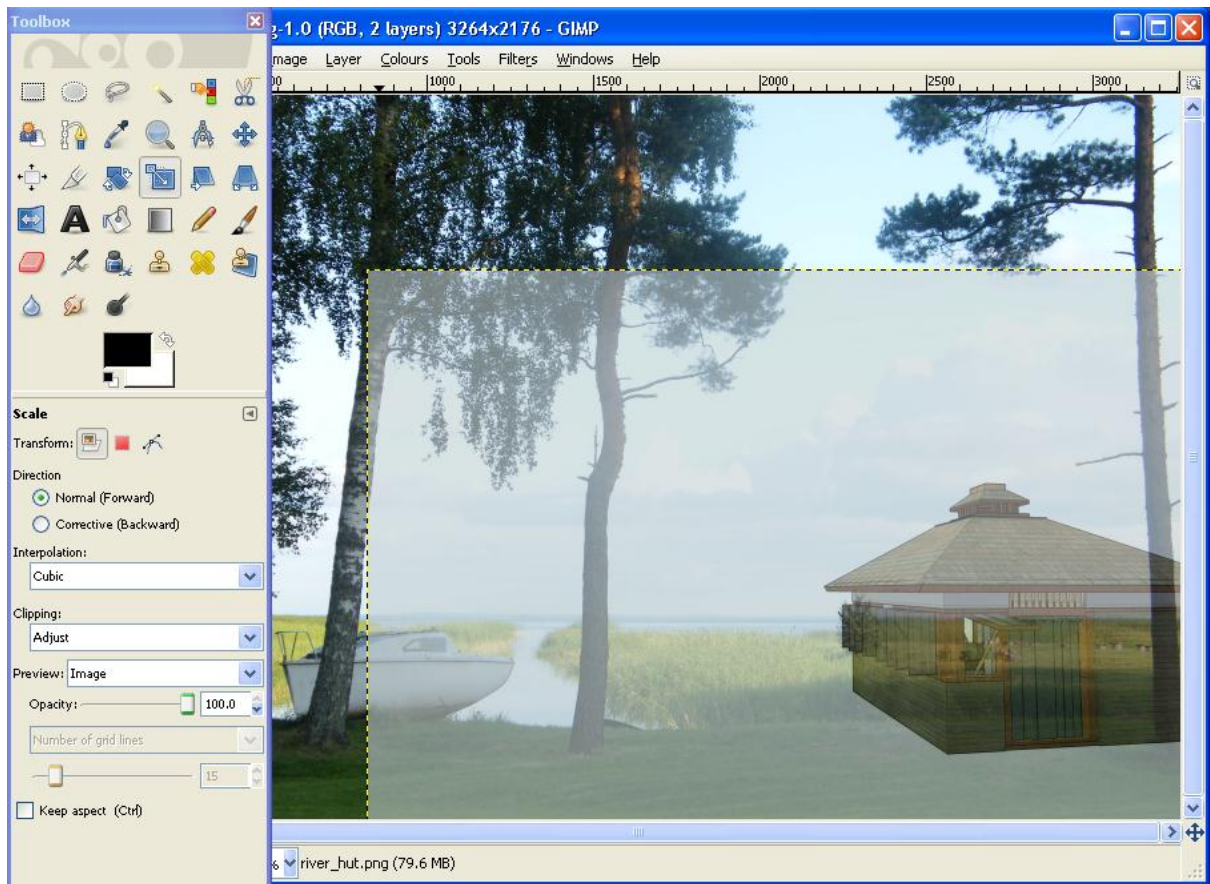 Toolbox
g-1.0 (RGB, 2 layers) 3264x2176 - GIMP
mage Layer Colours Tools Filters Windows Help
00 1000 1500 2000 2500 3000
Scale
Transform:
Direction
Normal (Forward)
Corrective (Backward)
Interpolation:
Cubic
Clipping:
Adjust
Preview: Image
Opacity: 100.0
Number of grid lines
15
Keep aspect (Ctrl)
% river_hut.png (79.6 MB)